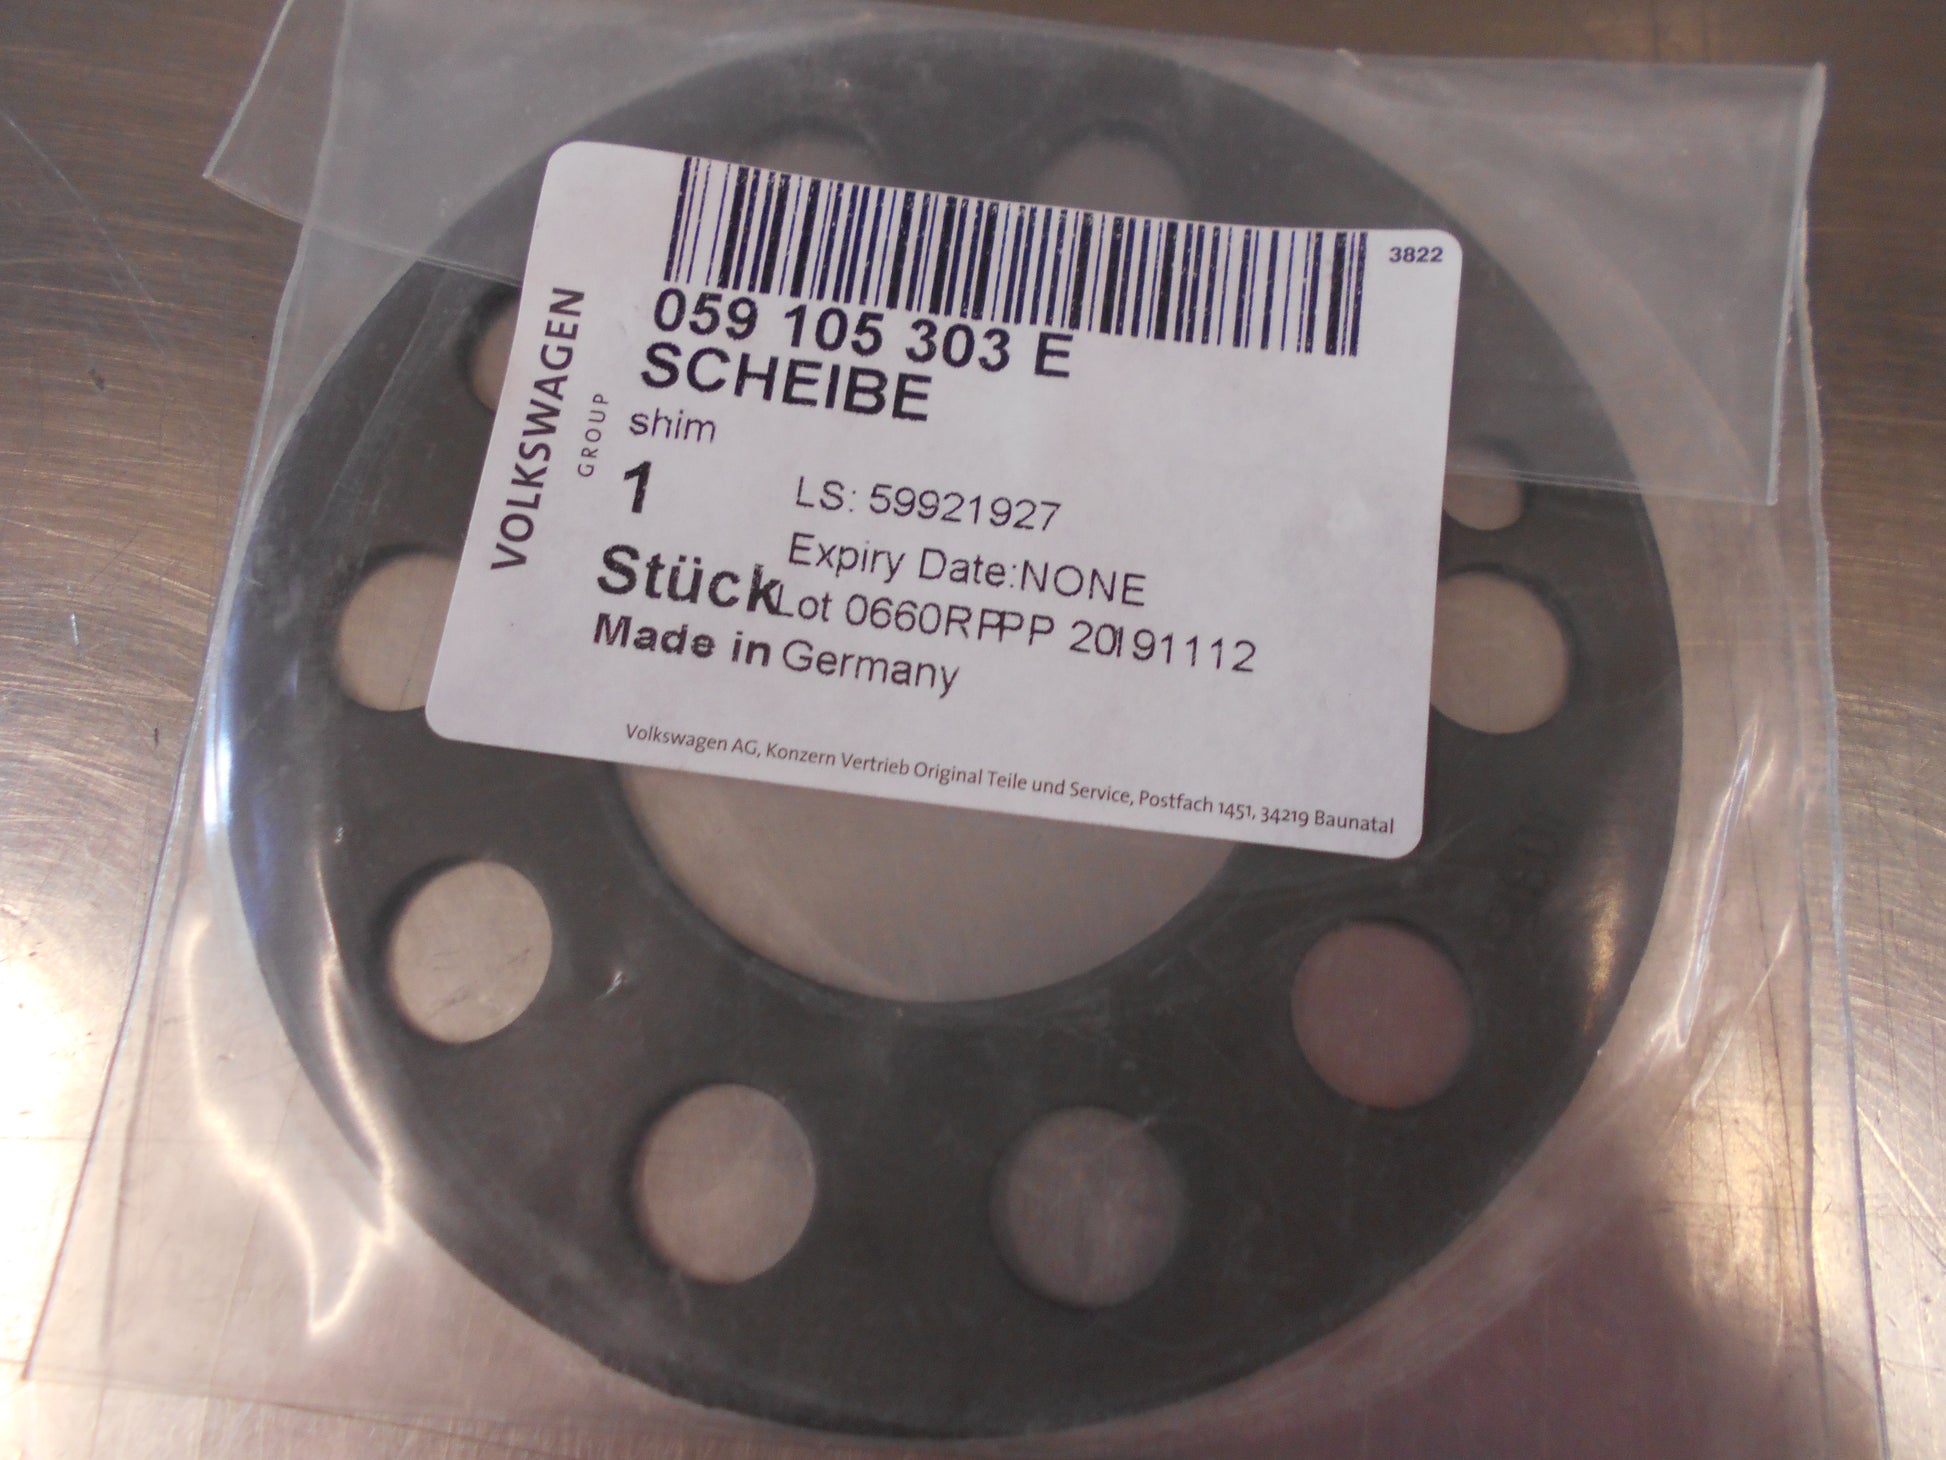 3822
059 105 303 E
SCHEIBE
shim
1
LS: 59921927
Expiry Date:NONE
Stück
Lot 0660RPPP 20191112
Made in Germany
VOLKSWAGEN
GROUP
Volkswagen AG, Konzern Vertrieb Original Teile und Service, Postfach 1451, 34219 Baunatal